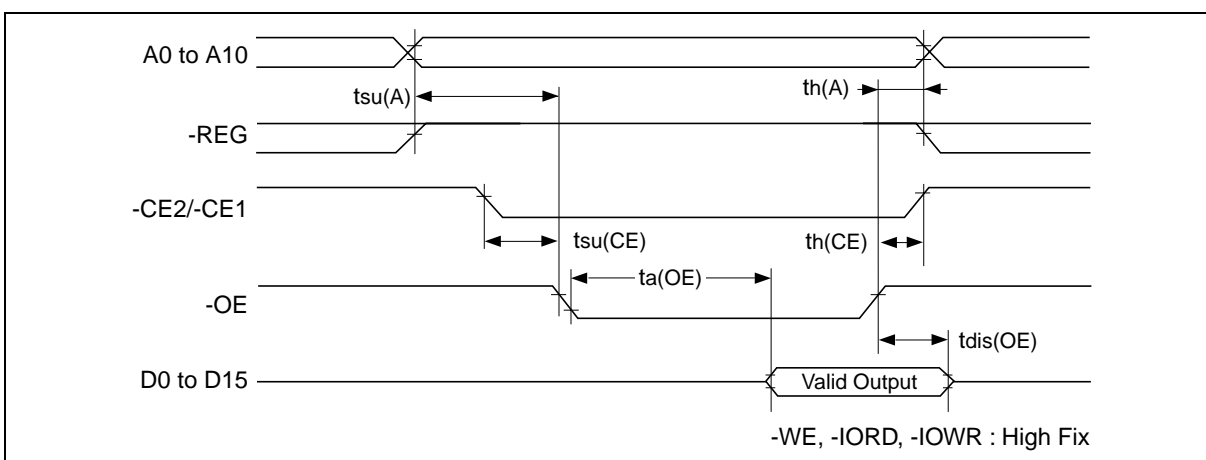 A0 to A10
tsu(A)
th(A)
-REG
-CE2/-CE1
tsu(CE)
th(CE)
ta(OE)
-OE
tdis(OE)
D0 to D15
Valid Output
-WE, -IORD, -IOWR : High Fix